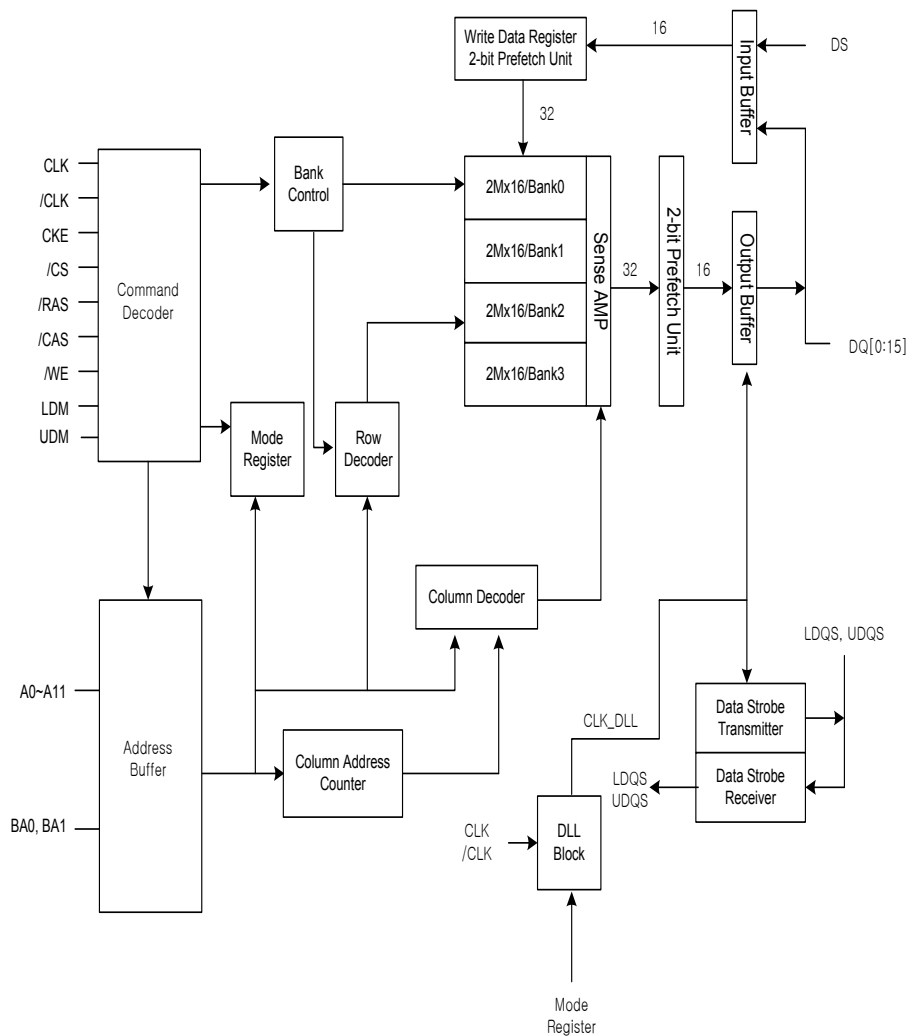 Write Data Register
2-bit Prefetch Unit
16
Input Buffer
DS
32
CLK
/CLK
CKE
/CS
/RAS
/CAS
/WE
LDM
UDM
Command
Decoder
Bank
Control
2Mx16/Bank0
2Mx16/Bank1
2Mx16/Bank2
2Mx16/Bank3
Sense AMP
32
2-bit Prefetch Unit
16
Output Buffer
DQ[0:15]
Mode
Register
Row
Decoder
Column Decoder
LDQS, UDQS
A0~A11
BA0, BA1
Address
Buffer
Column Address
Counter
CLK_DLL
Data Strobe
Transmitter
Data Strobe
Receiver
LDQS
UDQS
CLK
/CLK
DLL
Block
Mode
Register